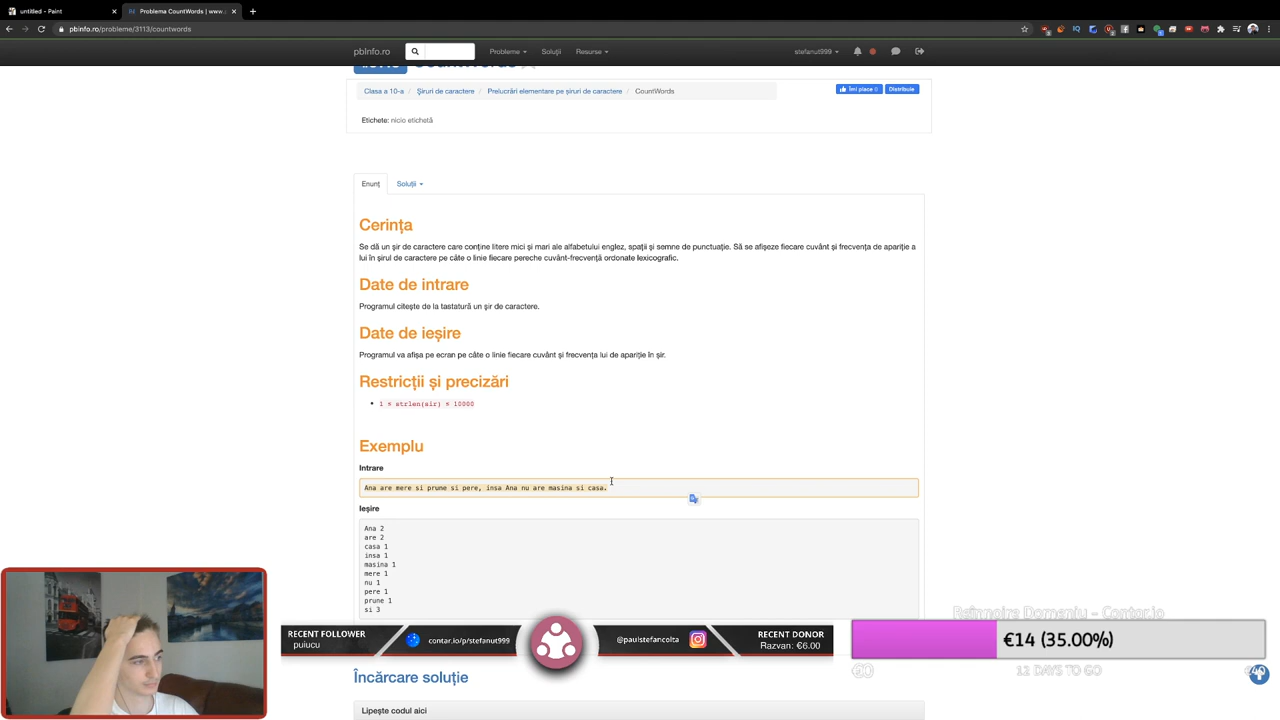 untitled - Paint
Problema CountWords | www.
pbinfo.ro/probleme/3113/countwords
pbinfo.ro
Probleme
Soluții
Resurse
stefanut999
Clasa a 10-a / Șiruri de caractere / Prelucrări elementare pe șiruri de caractere / CountWords
Îmi place 0
Distribuie
Etichete: nicio etichetă
Enunț
Soluții
Cerința
Se dă un șir de caractere care conține litere mici și mari ale alfabetului englez, spații și semne de punctuație. Să se afișeze fiecare cuvânt și frecvența de apariție a
lui în șirul de caractere pe câte o linie fiecare pereche cuvânt-frecvență ordonate lexicografic.
Date de intrare
Programul citește de la tastatură un șir de caractere.
Date de ieșire
Programul va afișa pe ecran pe câte o linie fiecare cuvânt și frecvența lui de apariție în șir.
Restricții și precizări
1 ≤ strlen(sir) ≤ 10000
Exemplu
Intrare
Ana are mere si prune si pere, insa Ana nu are masina si casa.
Ieșire
Ana 2
are 2
casa 1
insa 1
masina 1
mere 1
nu 1
pere 1
prune 1
si 3
RECENT FOLLOWER
puiucu
contar.io/p/stefanut999
@paulstefancolta
RECENT DONOR
Razvan: €6.00
Reînnoire Domeniu - Contor.io
€14 (35.00%)
12 DAYS TO GO
Încărcare soluție
Lipește codul aici